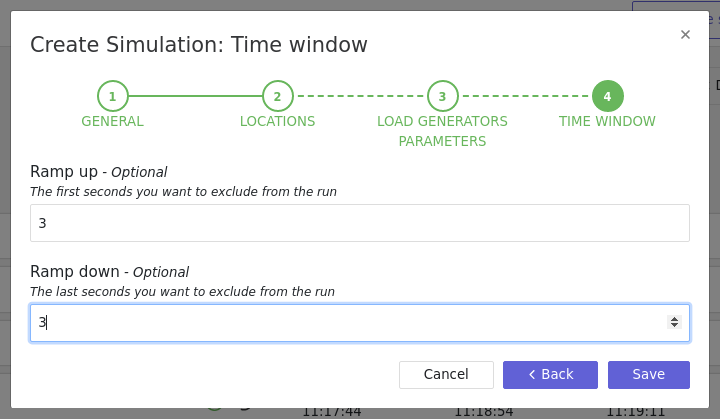 Create Simulation: Time window
×
1
2
3
4
GENERAL
LOCATIONS
LOAD GENERATORS
PARAMETERS
TIME WINDOW
Ramp up - Optional
The first seconds you want to exclude from the run
3
Ramp down - Optional
The last seconds you want to exclude from the run
3
Cancel
Back
Save
11:17:44
11:18:54
11:19:11